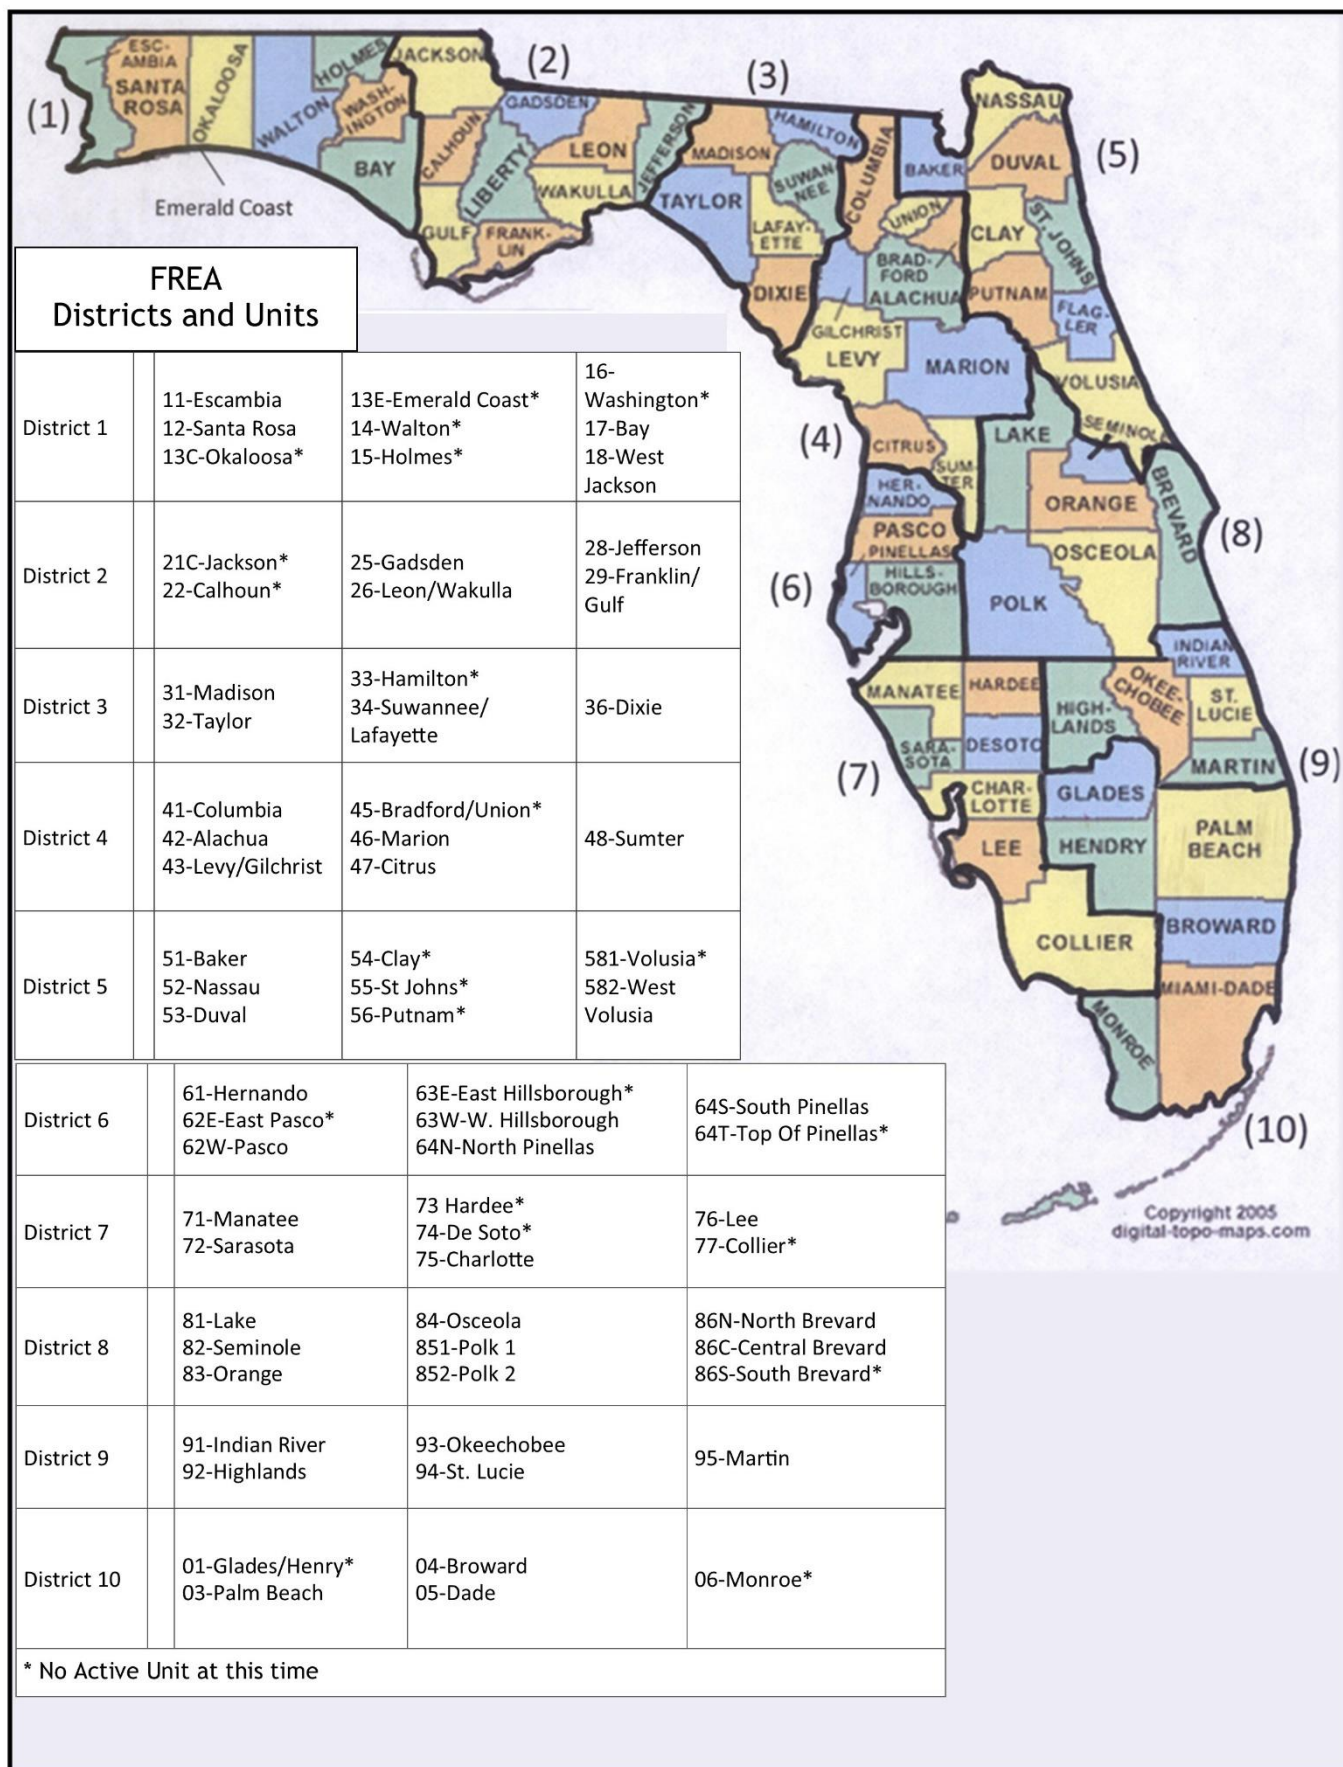 ESC-
AMBIA
SANTA
ROSA
OKALOOSA
WALTON
HOLMES
WASH-
INGTON
BAY
JACKSON
CALHOUN
GULF
LIBERTY
GADSDEN
FRANK-
LIN
LEON
WAKULLA
JEFFERSON
MADISON
TAYLOR
HAMILTON
SUWAN-
NEE
LAFAY-
ETTE
DIXIE
COLUMBIA
BAKER
UNION
BRAD-
FORD
ALACHUA
GILCHRIST
LEVY
MARION
NASSAU
DUVAL
CLAY
ST. JOHNS
PUTNAM
FLAG-
LER
VOLUSIA
SEMINOL
LAKE
CITRUS
SUM-
TER
HER-
NANDO
PASCO
PINELLAS
HILLS-
BOROUGH
ORANGE
OSCEOLA
BREVARD
POLK
INDIAN
RIVER
MANATEE
HARDEE
HIGH-
LANDS
OKEE-
CHOBEE
ST.
LUCIE
SARA-
SOTA
DESOTO
MARTIN
CHAR-
LOTTE
GLADES
LEE
HENDRY
PALM
BEACH
COLLIER
BROWARD
MIAMI-DADE
MONROE
(1)
(2)
(3)
(4)
(5)
(6)
(7)
(8)
(9)
(10)
Emerald Coast
Copyright 2005
digital-topo-maps.com
FREA
Districts and Units
District 1
11-Escambia
12-Santa Rosa
13C-Okaloosa*
13E-Emerald Coast*
14-Walton*
15-Holmes*
16-
Washington*
17-Bay
18-West
Jackson
District 2
21C-Jackson*
22-Calhoun*
25-Gadsden
26-Leon/Wakulla
28-Jefferson
29-Franklin/
Gulf
District 3
31-Madison
32-Taylor
33-Hamilton*
34-Suwannee/
Lafayette
36-Dixie
District 4
41-Columbia
42-Alachua
43-Levy/Gilchrist
45-Bradford/Union*
46-Marion
47-Citrus
48-Sumter
District 5
51-Baker
52-Nassau
53-Duval
54-Clay*
55-St Johns*
56-Putnam*
581-Volusia*
582-West
Volusia
District 6
61-Hernando
62E-East Pasco*
62W-Pasco
63E-East Hillsborough*
63W-W. Hillsborough
64N-North Pinellas
64S-South Pinellas
64T-Top Of Pinellas*
District 7
71-Manatee
72-Sarasota
73 Hardee*
74-De Soto*
75-Charlotte
76-Lee
77-Collier*
District 8
81-Lake
82-Seminole
83-Orange
84-Osceola
851-Polk 1
852-Polk 2
86N-North Brevard
86C-Central Brevard
86S-South Brevard*
District 9
91-Indian River
92-Highlands
93-Okeechobee
94-St. Lucie
95-Martin
District 10
01-Glades/Henry*
03-Palm Beach
04-Broward
05-Dade
06-Monroe*
* No Active Unit at this time